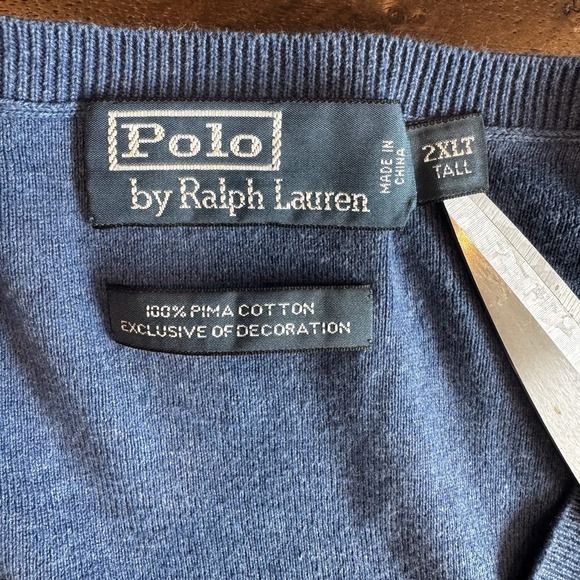 Polo
by Ralph Lauren
MADE IN
CHINA
2XLT
TALL
100% PIMA COTTON
EXCLUSIVE OF DECORATION